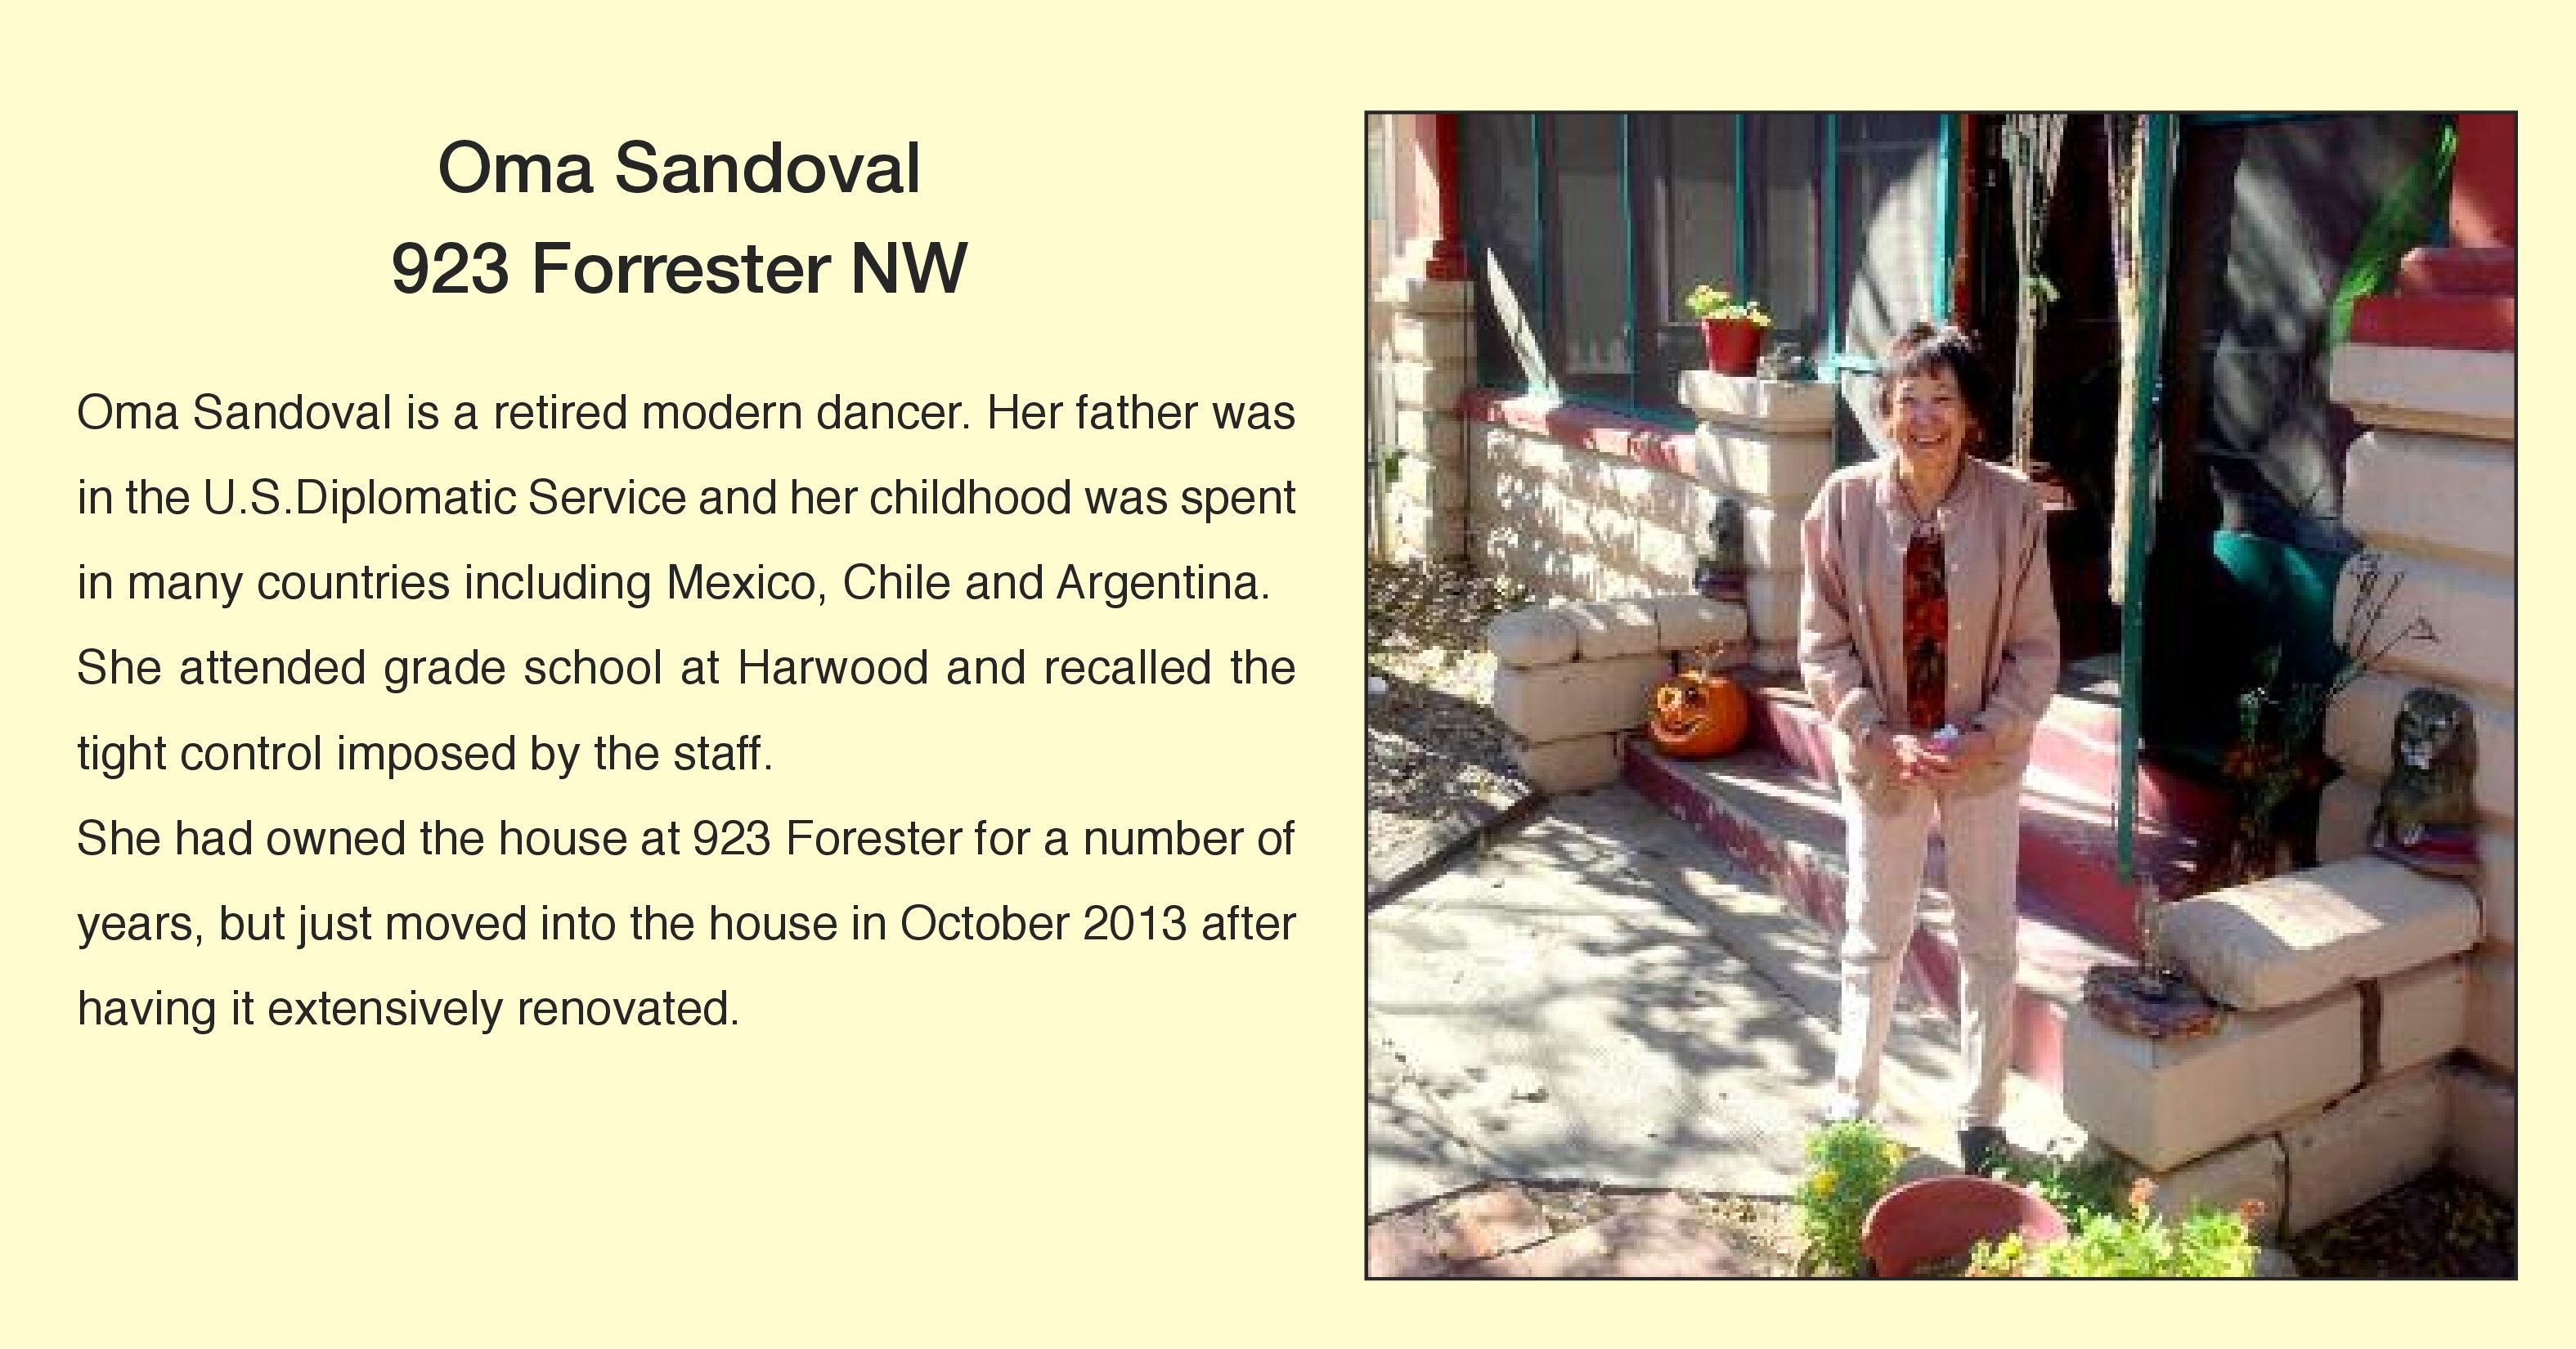 Oma Sandoval
923 Forrester NW
Oma Sandoval is a retired modern dancer. Her father was
in the U.S.Diplomatic Service and her childhood was spent
in many countries including Mexico, Chile and Argentina.
She attended grade school at Harwood and recalled the
tight control imposed by the staff.
She had owned the house at 923 Forester for a number of
years, but just moved into the house in October 2013 after
having it extensively renovated.